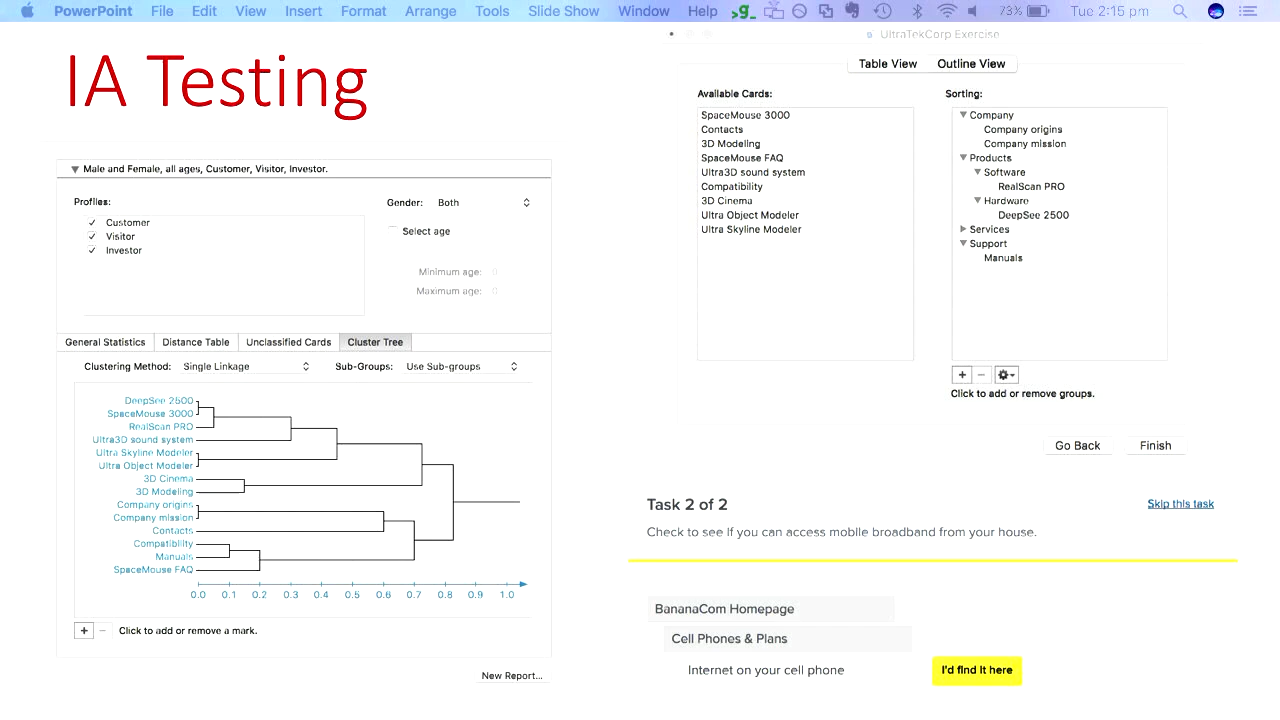 PowerPoint File Edit View Insert Format Arrange Tools Slide Show Window Help 73% Tue 2:15 pm
IA Testing
Male and Female, all ages, Customer, Visitor, Investor.
Profiles:
Customer
Visitor
Investor
Gender: Both
Select age
Minimum age: 0
Maximum age: 0
General Statistics Distance Table Unclassified Cards Cluster Tree
Clustering Method: Single Linkage Sub-Groups: Use Sub-groups
DeepSee 2500
SpaceMouse 3000
RealScan PRO
Ultra3D sound system
Ultra Skyline Modeler
Ultra Object Modeler
3D Cinema
3D Modeling
Company origins
Company mission
Contacts
Compatibility
Manuals
SpaceMouse FAQ
0.0 0.1 0.2 0.3 0.4 0.5 0.6 0.7 0.8 0.9 1.0
+ − Click to add or remove a mark.
New Report...
UltraTekCorp Exercise
Table View Outline View
Available Cards:
SpaceMouse 3000
Contacts
3D Modeling
SpaceMouse FAQ
Ultra3D sound system
Compatibility
3D Cinema
Ultra Object Modeler
Ultra Skyline Modeler
Sorting:
Company
Company origins
Company mission
Products
Software
RealScan PRO
Hardware
DeepSee 2500
Services
Support
Manuals
+ −
Click to add or remove groups.
Go Back Finish
Task 2 of 2 Skip this task
Check to see if you can access mobile broadband from your house.
BananaCom Homepage
Cell Phones & Plans
Internet on your cell phone I'd find it here